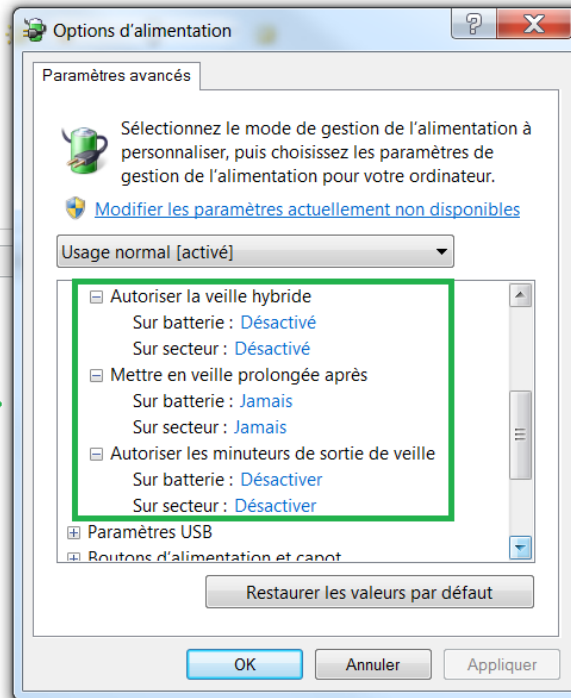 Options d'alimentation
Paramètres avancés
Sélectionnez le mode de gestion de l'alimentation à
personnaliser, puis choisissez les paramètres de
gestion de l'alimentation pour votre ordinateur.
Modifier les paramètres actuellement non disponibles
Usage normal [activé]
Autoriser la veille hybride
Sur batterie : Désactivé
Sur secteur : Désactivé
Mettre en veille prolongée après
Sur batterie : Jamais
Sur secteur : Jamais
Autoriser les minuteurs de sortie de veille
Sur batterie : Désactiver
Sur secteur : Désactiver
Paramètres USB
Boutons d'alimentation et capot
Restaurer les valeurs par défaut
OK Annuler Appliquer